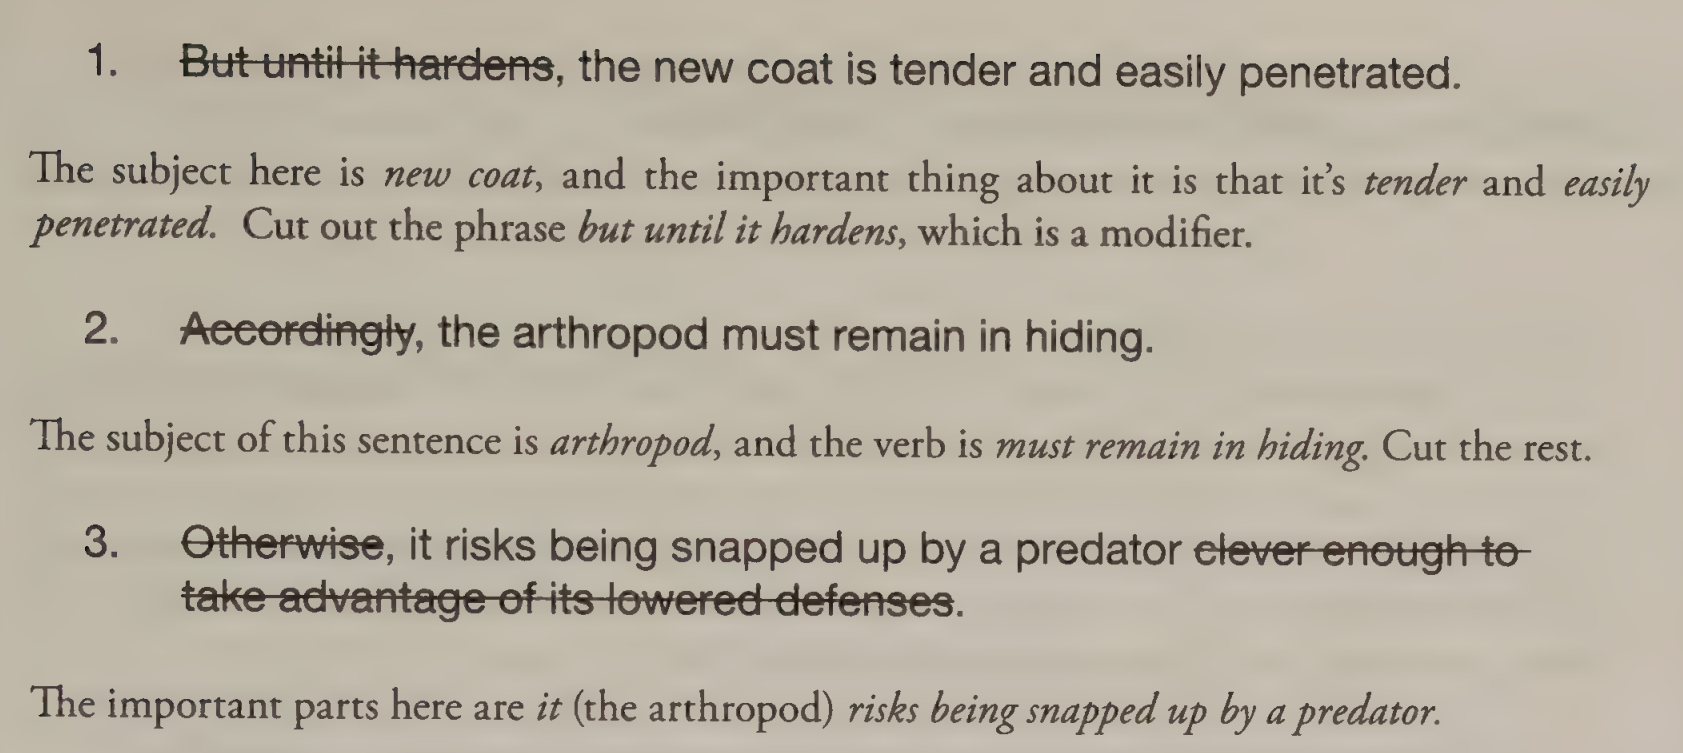 1. But until it hardens, the new coat is tender and easily penetrated.
The subject here is new coat, and the important thing about it is that it's tender and easily
penetrated. Cut out the phrase but until it hardens, which is a modifier.
2. Accordingly, the arthropod must remain in hiding.
The subject of this sentence is arthropod, and the verb is must remain in hiding. Cut the rest.
3. Otherwise, it risks being snapped up by a predator clever enough to
take advantage of its lowered defenses.
The important parts here are it (the arthropod) risks being snapped up by a predator.